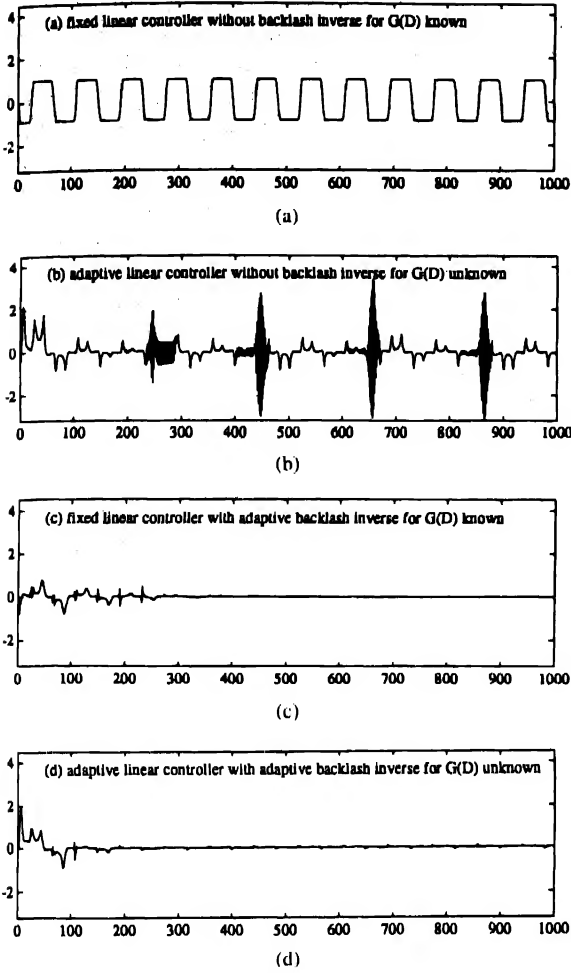 (a) fixed linear controller without backlash inverse for G(D) known
4
2
0
-2
0 100 200 300 400 500 600 700 800 900 1000
(a)
(b) adaptive linear controller without backlash inverse for G(D) unknown
4
2
0
-2
0 100 200 300 400 500 600 700 800 900 1000
(b)
(c) fixed linear controller with adaptive backlash inverse for G(D) known
4
2
0
-2
0 100 200 300 400 500 600 700 800 900 1000
(c)
(d) adaptive linear controller with adaptive backlash inverse for G(D) unknown
4
2
0
-2
0 100 200 300 400 500 600 700 800 900 1000
(d)